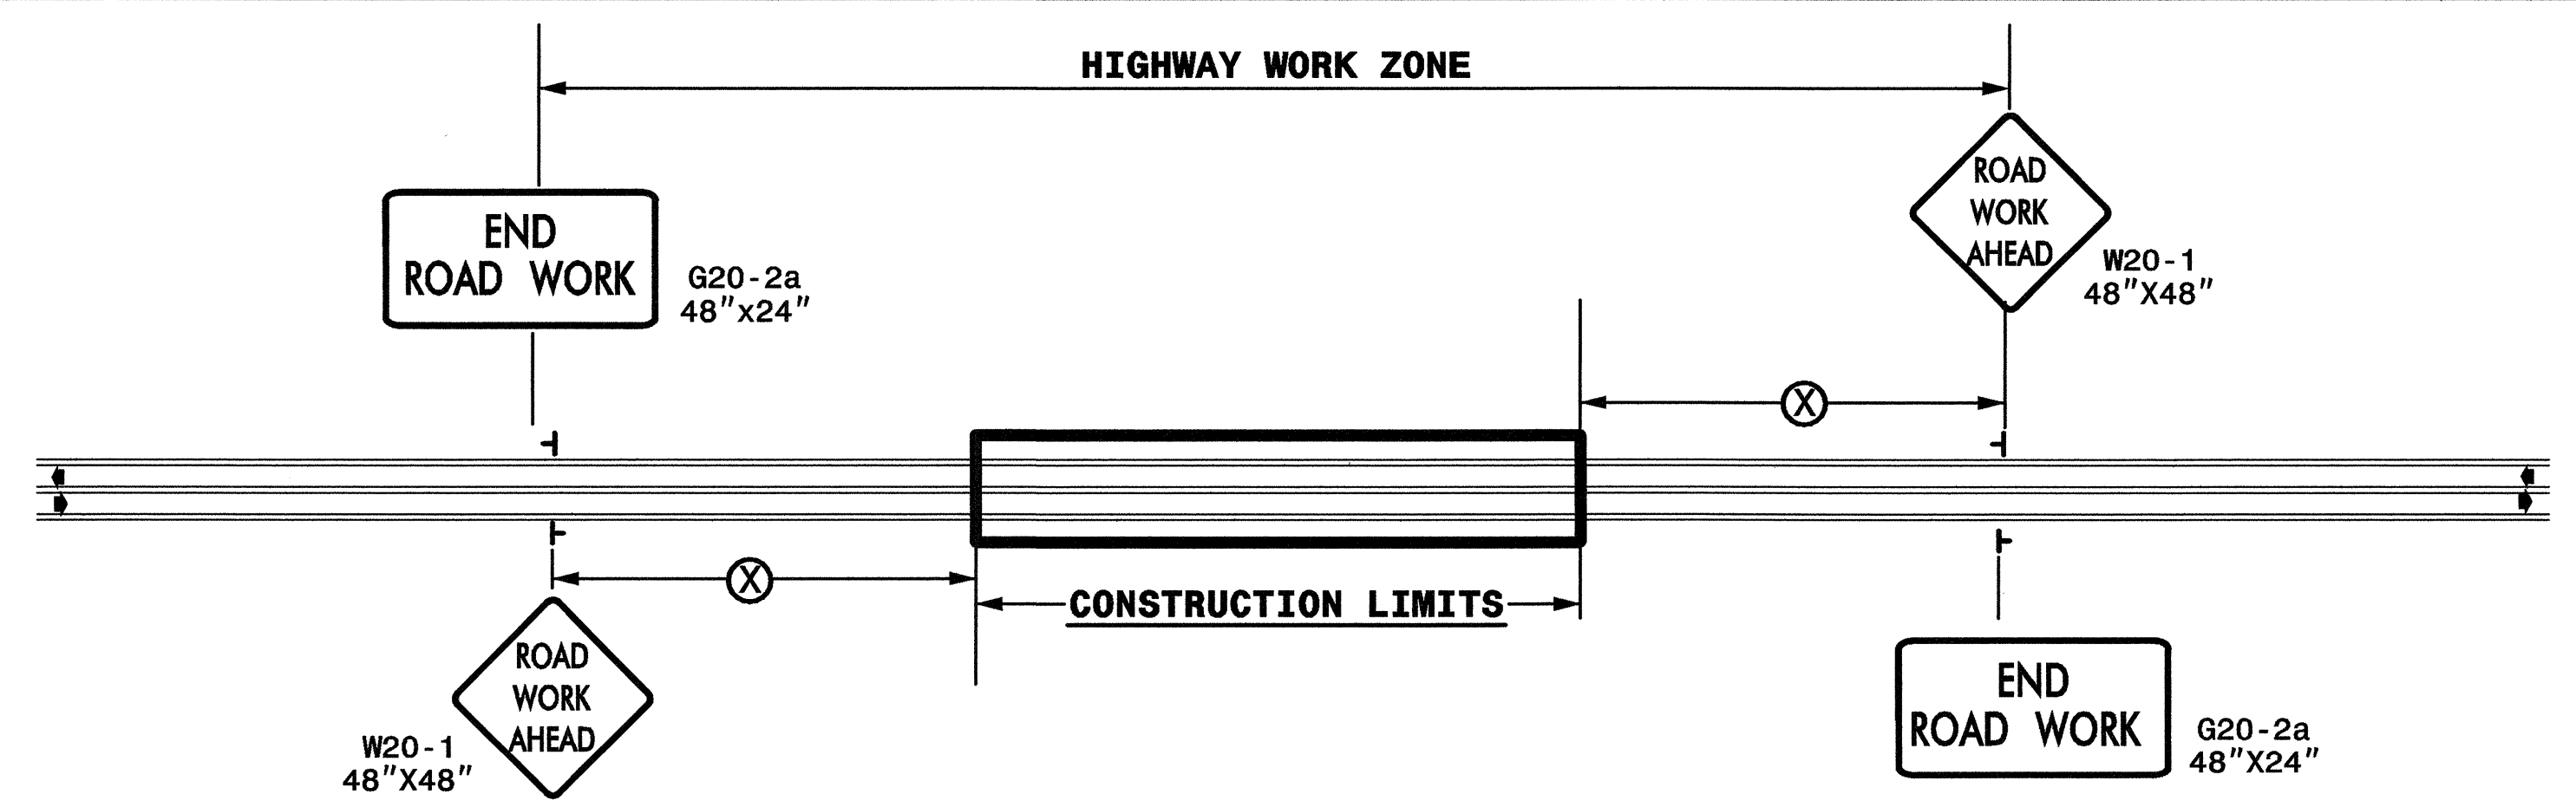 HIGHWAY WORK ZONE
END
ROAD WORK
G20-2a
48"x24"
ROAD
WORK
AHEAD
W20-1
48"X48"
X
X
CONSTRUCTION LIMITS
ROAD
WORK
AHEAD
W20-1
48"X48"
END
ROAD WORK
G20-2a
48"X24"